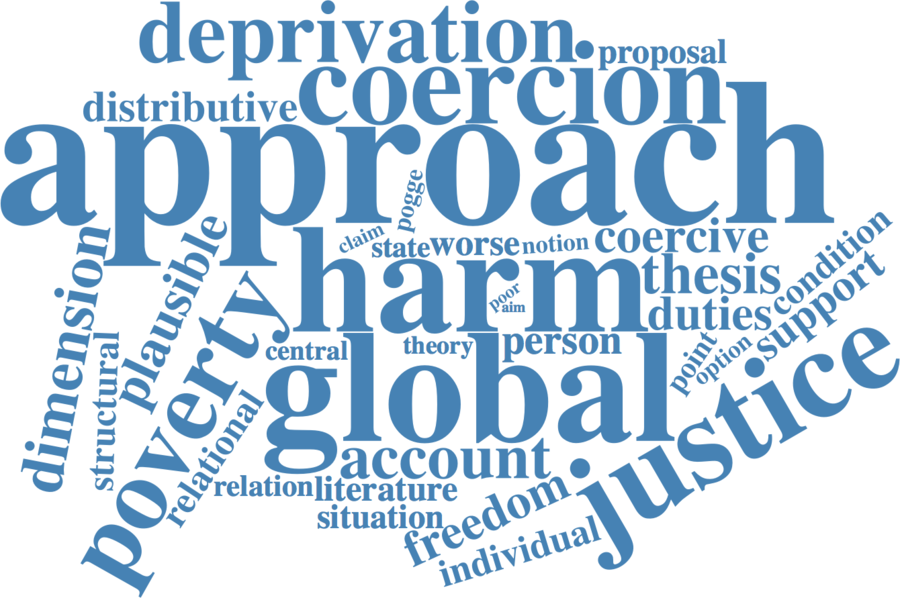 deprivation
proposal
coercion
distributive
approach
pogge
claim
state
worse
notion
coercive
condition
dimension
plausible
harm
thesis
poor
aim
duties
support
poverty
structural
central
theory
person
point
option
global
justice
relational
account
relation
literature
situation
freedom
individual